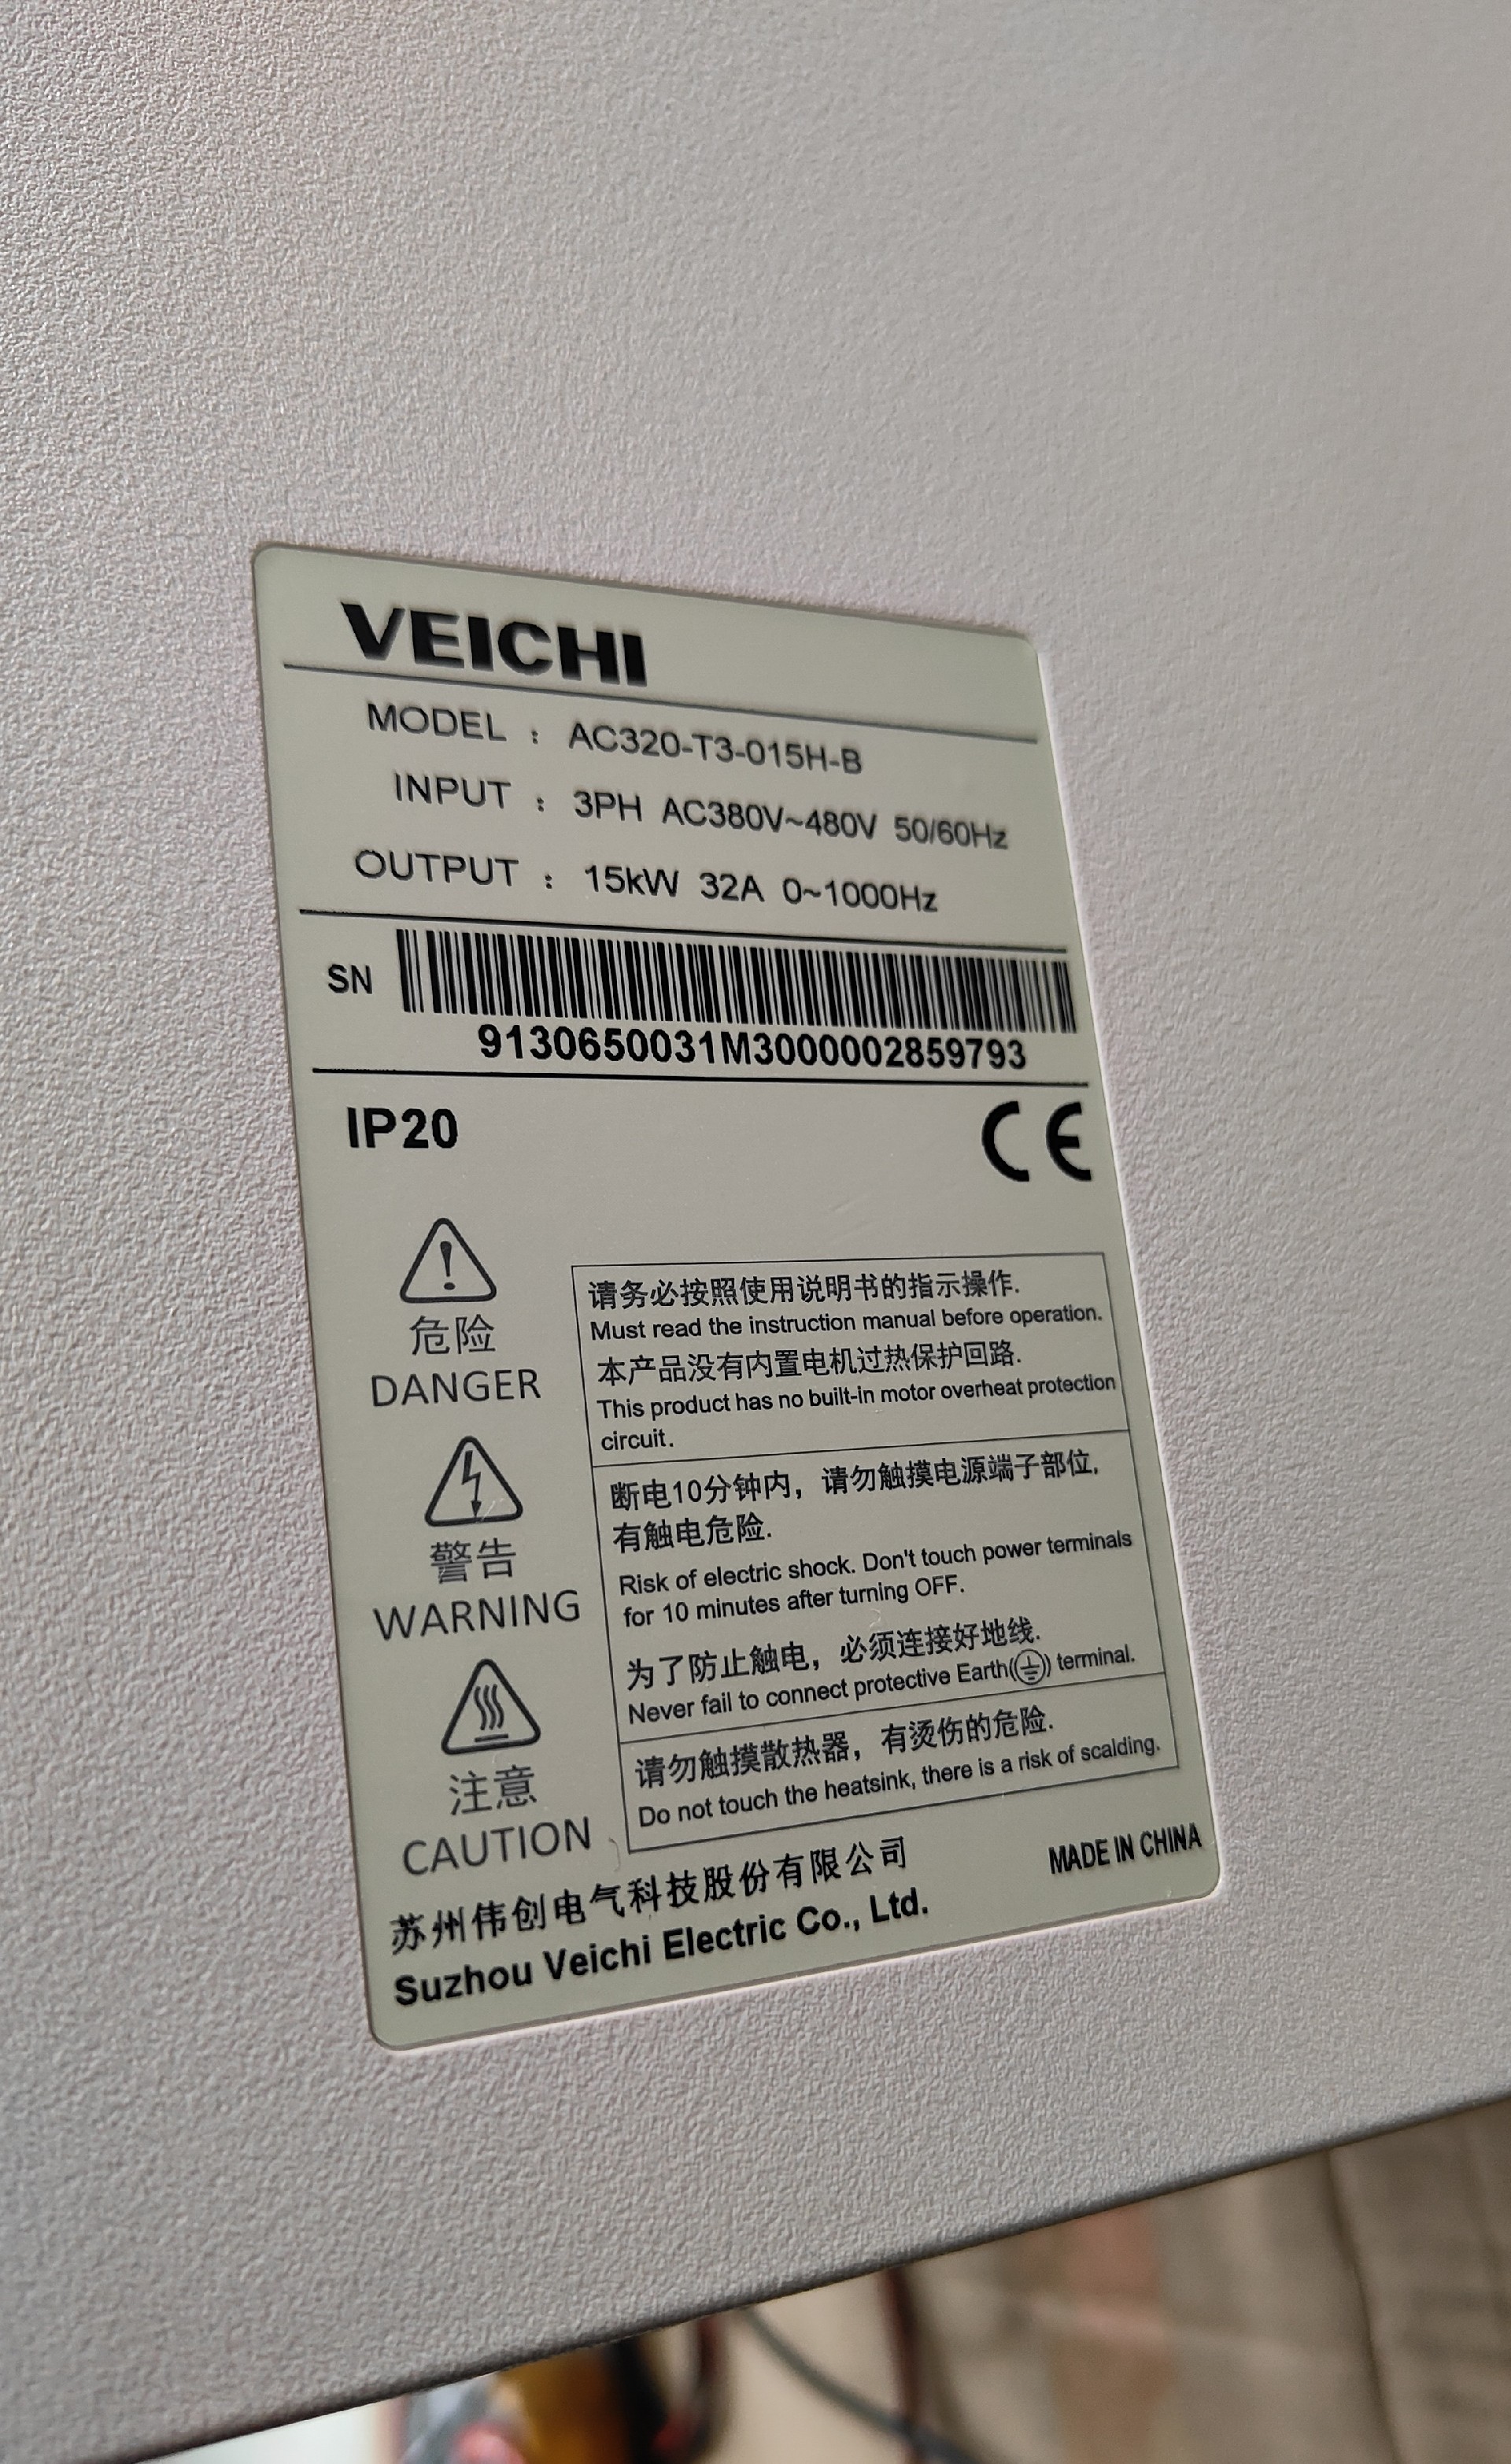 VEICHI
MODEL : AC320-T3-015H-B
INPUT : 3PH AC380V~480V 50/60Hz
OUTPUT : 15kW 32A 0~1000Hz
SN
9130650031M3000002859793
IP20 CE
危险
DANGER
请务必按照使用说明书的指示操作.
Must read the instruction manual before operation.
本产品没有内置电机过热保护回路.
This product has no built-in motor overheat protection
circuit.
警告
WARNING
断电10分钟内，请勿触摸电源端子部位,
有触电危险.
Risk of electric shock. Don't touch power terminals
for 10 minutes after turning OFF.
为了防止触电，必须连接好地线.
Never fail to connect protective Earth(⏚) terminal.
注意
CAUTION
请勿触摸散热器，有烫伤的危险.
Do not touch the heatsink, there is a risk of scalding.
苏州伟创电气科技股份有限公司
Suzhou Veichi Electric Co., Ltd.
MADE IN CHINA